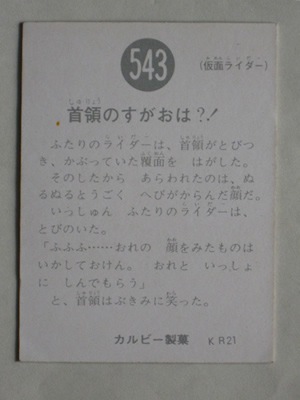 543
(仮面ライダー)
首領のすがおは?!
ふたりのライダーは、首領がとびつ
き、かぶっていた覆面を はがした。
そのしたから あらわれたのは、ぬ
るぬるとうごく へびがからんだ顔だ。
いっしゅん ふたりのライダーは、
とびのいた。
「ふふふ……おれの 顔をみたものは
いかしておけん。おれと いっしょ
に しんでもらう」
と、首領はぶきみに笑った。
カルビー製菓 KR21